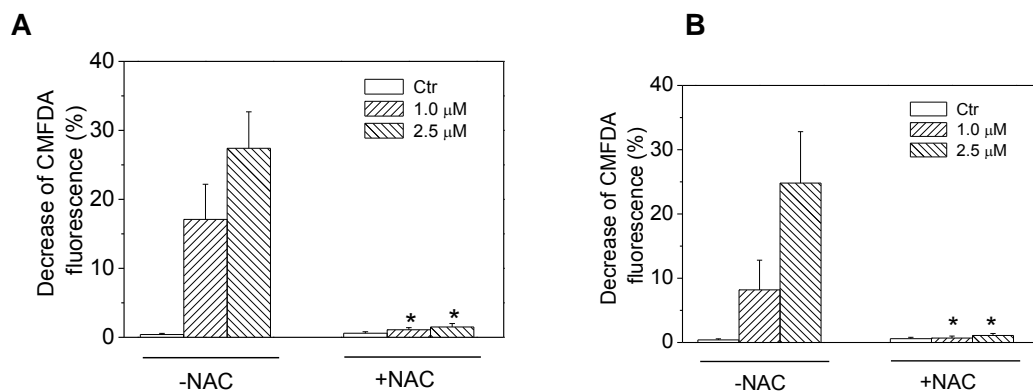 A
Decrease of CMFDA
fluorescence (%)
40
30
20
10
0
Ctr
1.0 μM
2.5 μM
* *
-NAC +NAC
B
Decrease of CMFDA
fluorescence (%)
40
30
20
10
0
Ctr
1.0 μM
2.5 μM
* *
-NAC +NAC